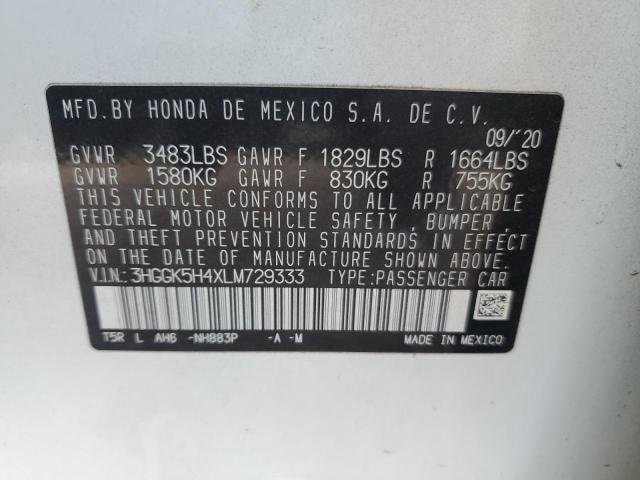 MFD.BY HONDA DE MEXICO S.A. DE C.V.
09/'20
GVWR 3483LBS GAWR F 1829LBS R 1664LBS
GVWR 1580KG GAWR F 830KG R 755KG
THIS VEHICLE CONFORMS TO ALL APPLICABLE
FEDERAL MOTOR VEHICLE SAFETY, BUMPER,
AND THEFT PREVENTION STANDARDS IN EFFECT
ON THE DATE OF MANUFACTURE SHOWN ABOVE.
V.I.N.: 3HGGK5H4XLM729333 TYPE:PASSENGER CAR
T5R L AH6 -NH883P -A -M MADE IN MEXICO